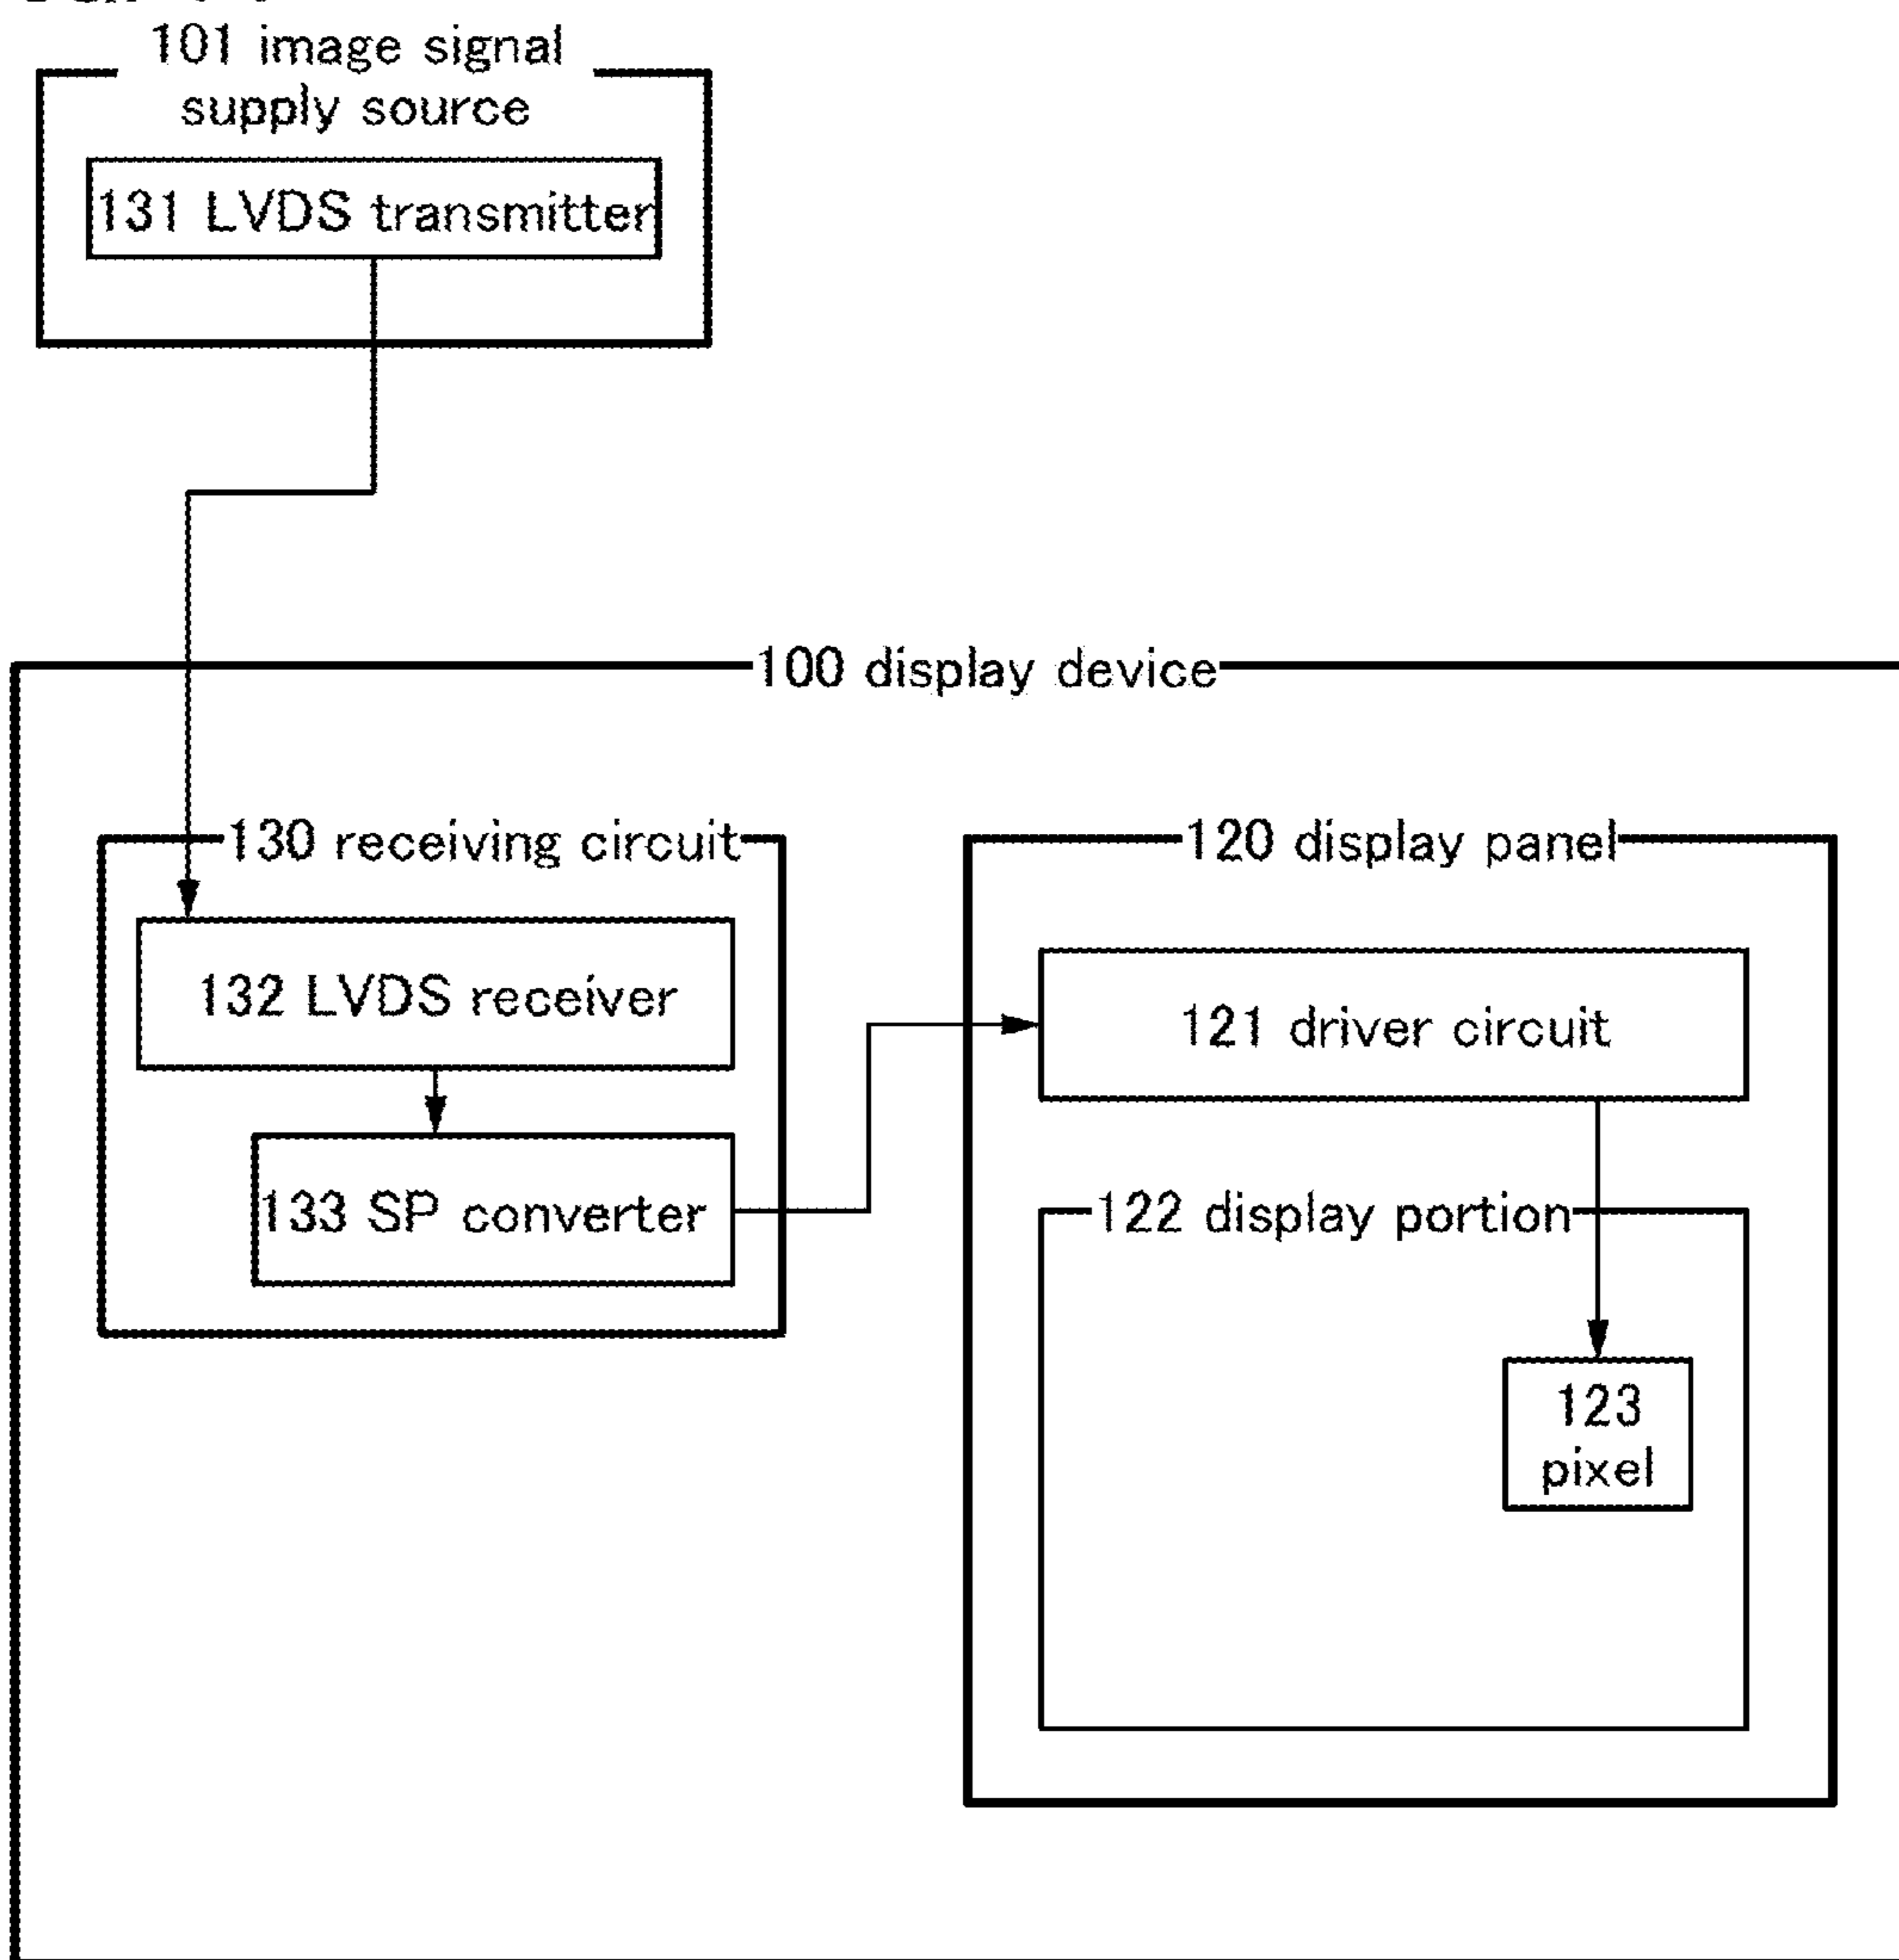 101 image signal
supply source
131 LVDS transmitter
100 display device
130 receiving circuit
120 display panel
132 LVDS receiver
121 driver circuit
133 SP converter
122 display portion
123
pixel